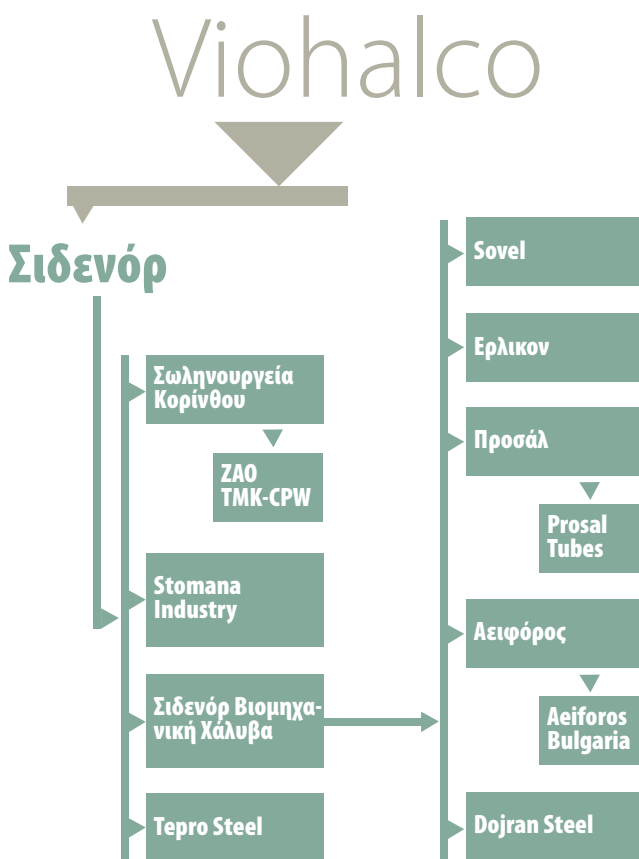 Viohalco
Σιδενόρ
Σωληνουργεία
Κορίνθου
ZAO
TMK-CPW
Stomana
Industry
Σιδενόρ Βιομηχα-
νική Χάλυβα
Tepro Steel
Sovel
Ερλικον
Προσάλ
Prosal
Tubes
Αειφόρος
Aeiforos
Bulgaria
Dojran Steel